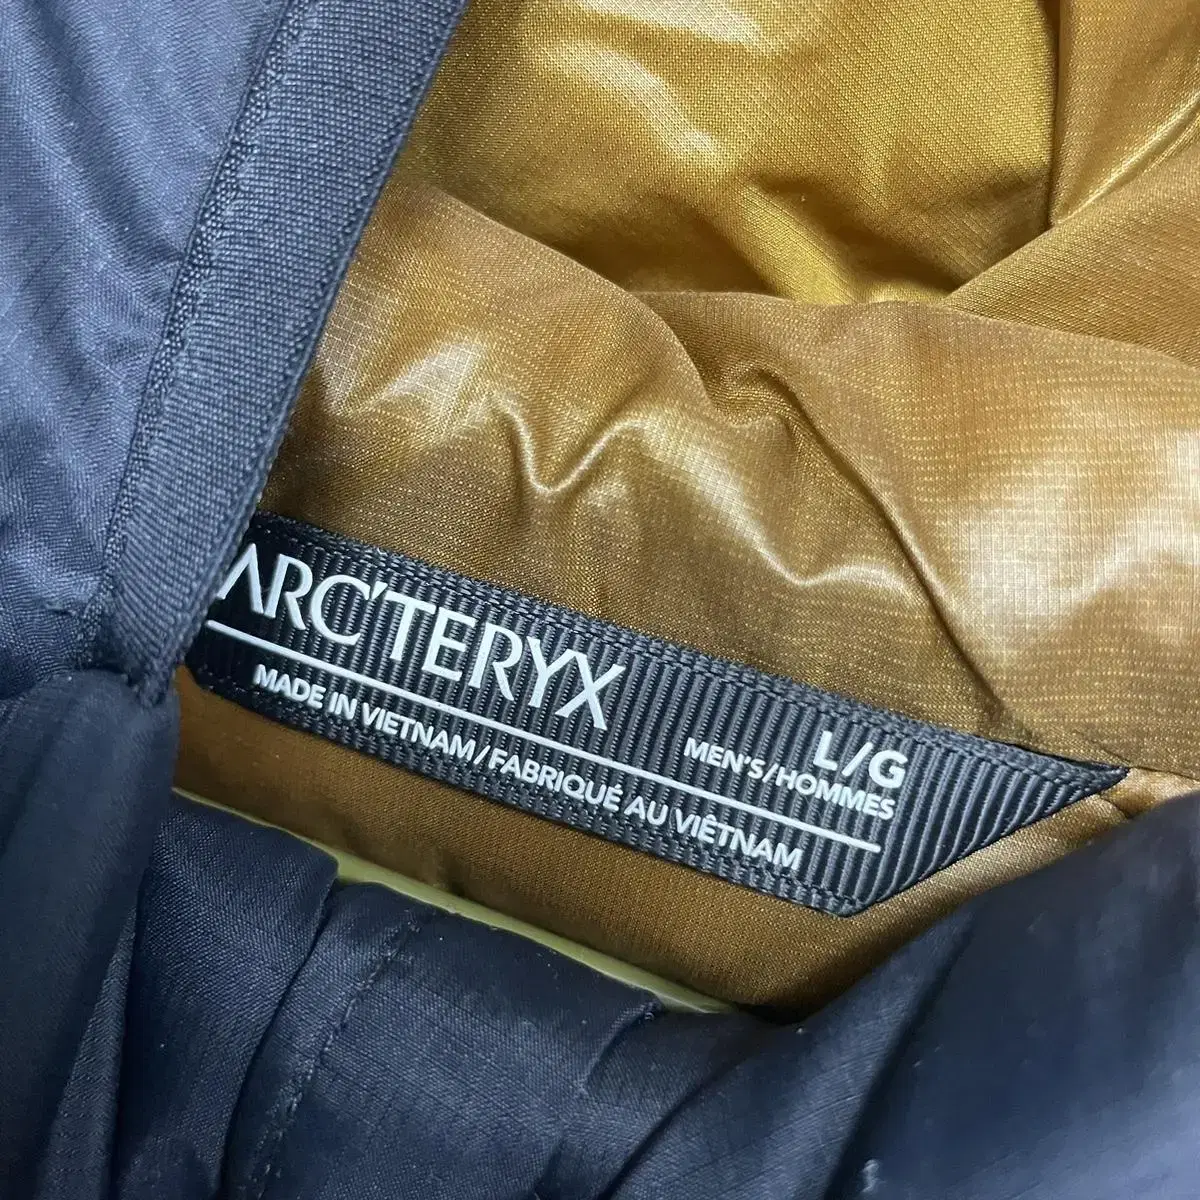 ARC'TERYX
L/G
MEN'S/HOMMES
MADE IN VIETNAM/FABRIQUÉ AU VIÊTNAM